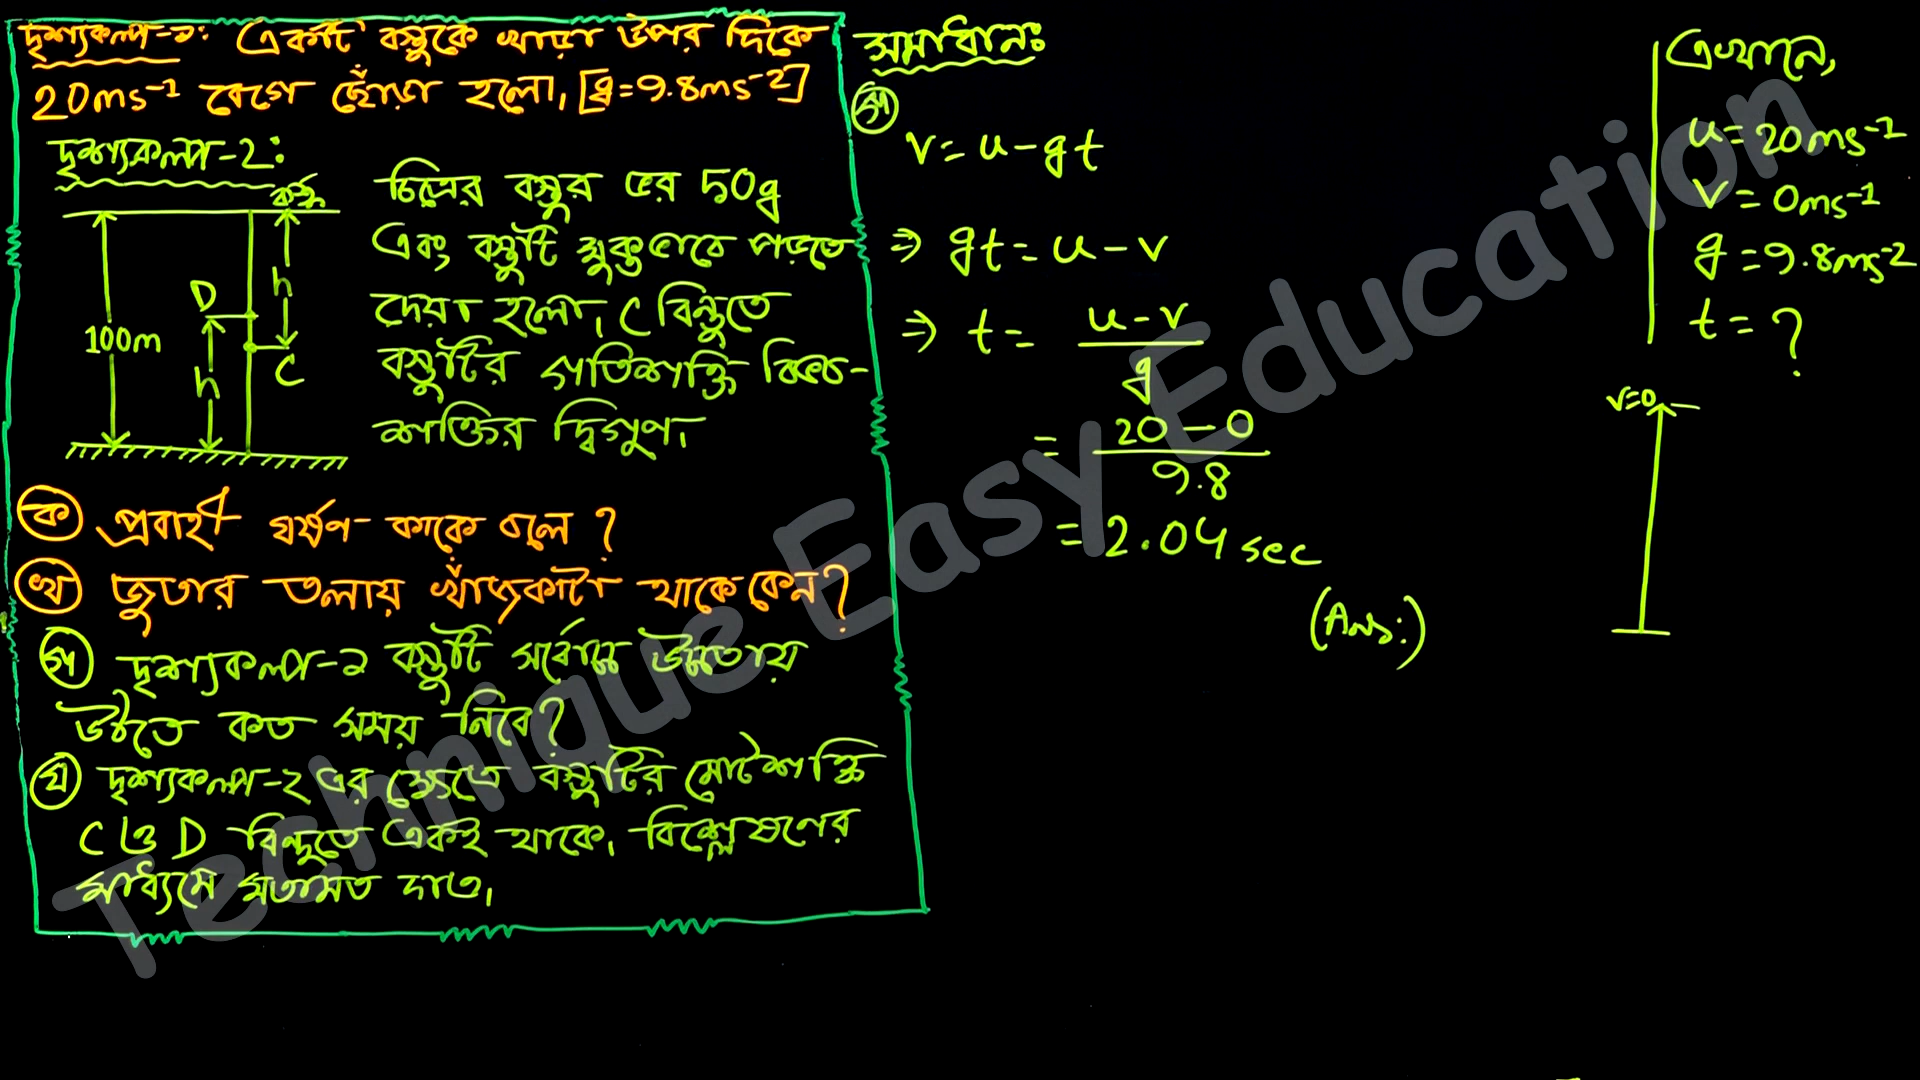 দৃশ্যকল্প-১: একটি বস্তুকে খাড়া উপর দিকে
20ms⁻¹ বেগে ছোঁড়া হলো। [g=9.8ms⁻²]
দৃশ্যকল্প-2:
বস্তু
100m
D
h
h
C
চিত্রের বস্তুর ভর 50g
এবং বস্তুটি মুক্তভাবে পড়তে
দেয়া হলো। C বিন্দুতে
বস্তুটির গতিশক্তি বিভব-
শক্তির দ্বিগুণ।
ক প্রবাহী ঘর্ষণ কাকে বলে ?
খ জুতার তলায় খাঁজকাটা থাকে কেন ?
গ দৃশ্যকল্প-১ বস্তুটি সর্বোচ্চ উচ্চতায়
উঠতে কত সময় নিবে ?
ঘ দৃশ্যকল্প-২ এর ক্ষেত্রে বস্তুটির মোটশক্তি
C ও D বিন্দুতে একই থাকে। বিশ্লেষণের
মাধ্যমে মতামত দাও।
সমাধান:
গ
v = u - gt
⇒ gt = u - v
⇒ t = (u - v)/g
= (20 - 0)/9.8
= 2.04 sec
(Ans:)
এখানে,
u = 20ms⁻¹
v = 0ms⁻¹
g = 9.8ms⁻²
t = ?
v=0
Technique Easy Education